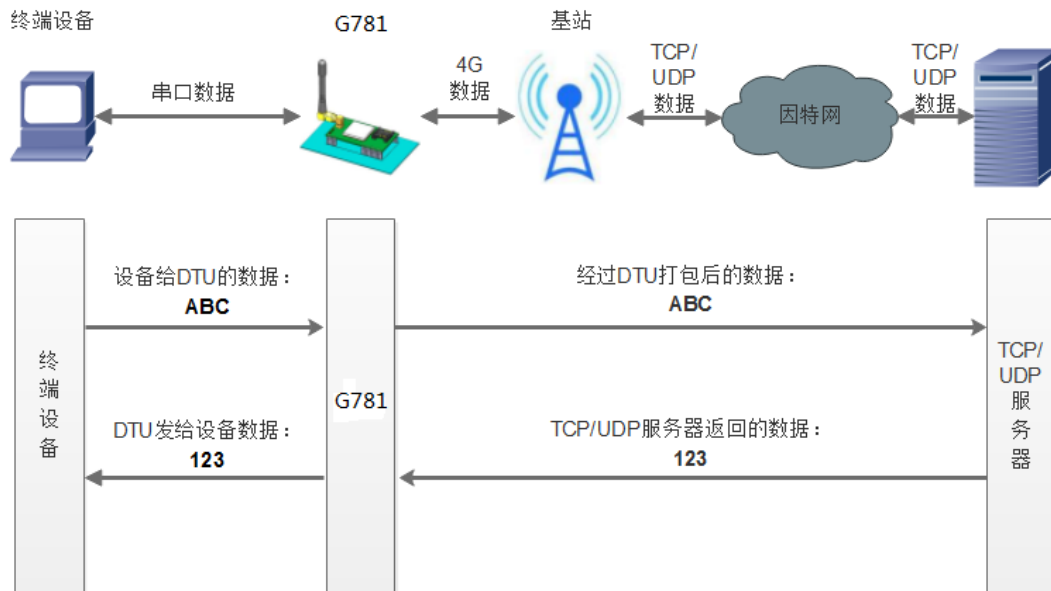 终端设备
G781
基站
串口数据
4G
数据
TCP/
UDP
数据
因特网
TCP/
UDP
数据
设备给DTU的数据：
ABC
经过DTU打包后的数据：
ABC
终
端
设
备
G781
TCP/
UDP
服
务
器
DTU发给设备数据：
123
TCP/UDP服务器返回的数据：
123